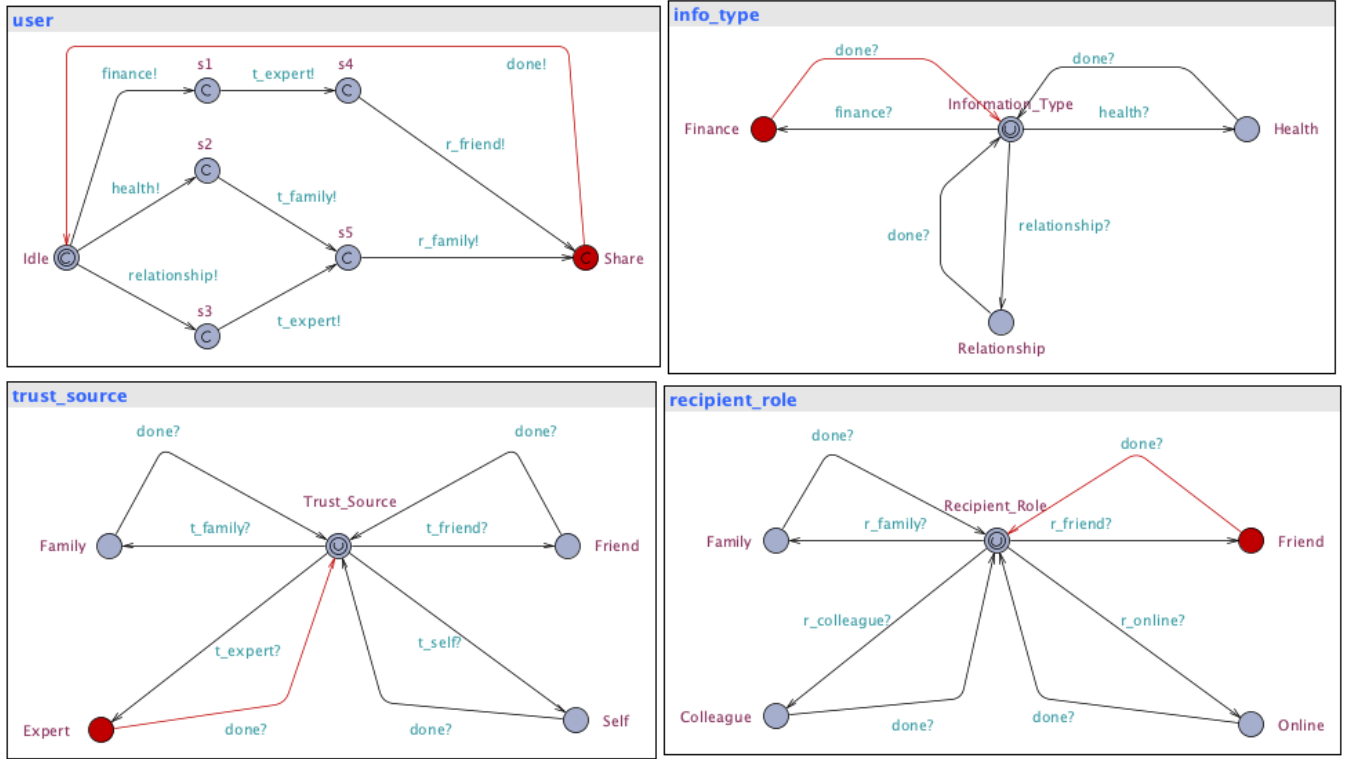 user
s1
s4
finance!
t_expert!
done!
s2
r_friend!
health!
t_family!
s5
r_family!
Idle
Share
relationship!
s3
t_expert!
info_type
done?
done?
Information_Type
Finance
finance?
health?
Health
done?
relationship?
Relationship
trust_source
done?
done?
Trust_Source
t_family?
t_friend?
Family
Friend
t_expert?
t_self?
Expert
done?
done?
Self
recipient_role
done?
done?
Recipient_Role
r_family?
r_friend?
Family
Friend
r_colleague?
r_online?
Colleague
done?
done?
Online
C
C
C
C
C
C
C
U
U
U